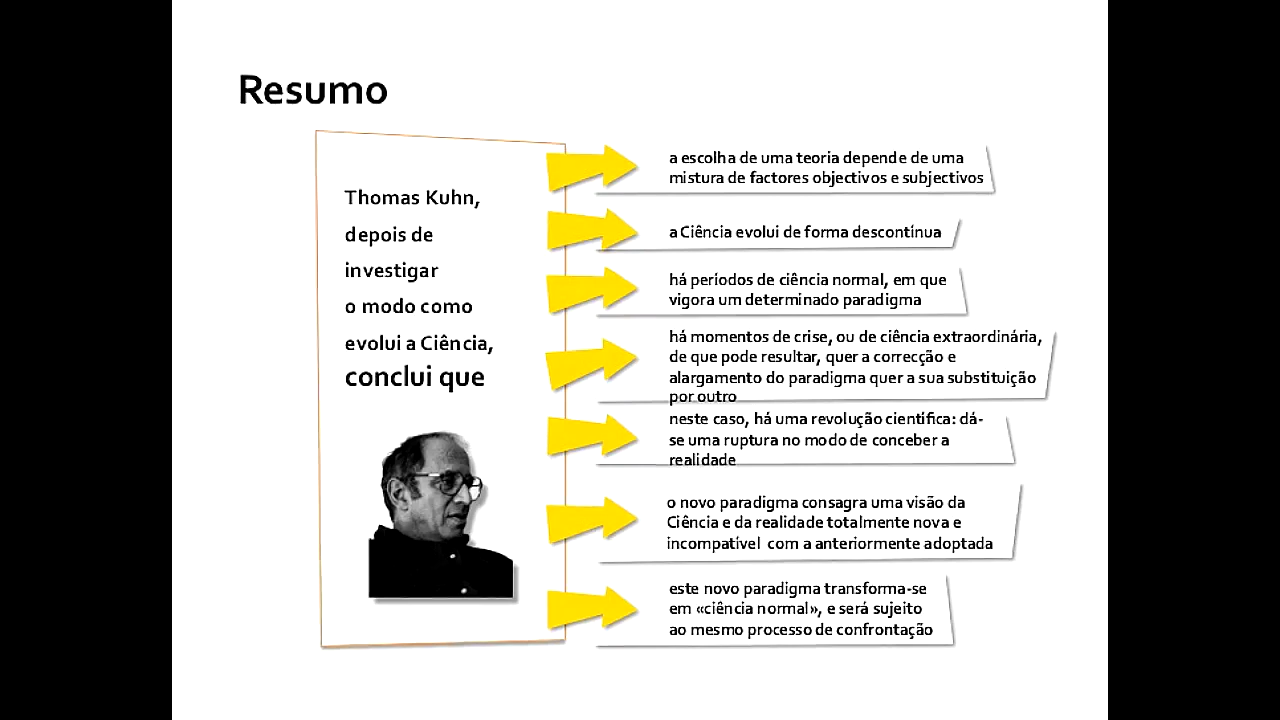 Resumo
Thomas Kuhn,
depois de
investigar
o modo como
evolui a Ciência,
conclui que
a escolha de uma teoria depende de uma
mistura de factores objectivos e subjectivos
a Ciência evolui de forma descontínua
há períodos de ciência normal, em que
vigora um determinado paradigma
há momentos de crise, ou de ciência extraordinária,
de que pode resultar, quer a correcção e
alargamento do paradigma quer a sua substituição
por outro
neste caso, há uma revolução científica: dá-
se uma ruptura no modo de conceber a
realidade
o novo paradigma consagra uma visão da
Ciência e da realidade totalmente nova e
incompatível com a anteriormente adoptada
este novo paradigma transforma-se
em «ciência normal», e será sujeito
ao mesmo processo de confrontação